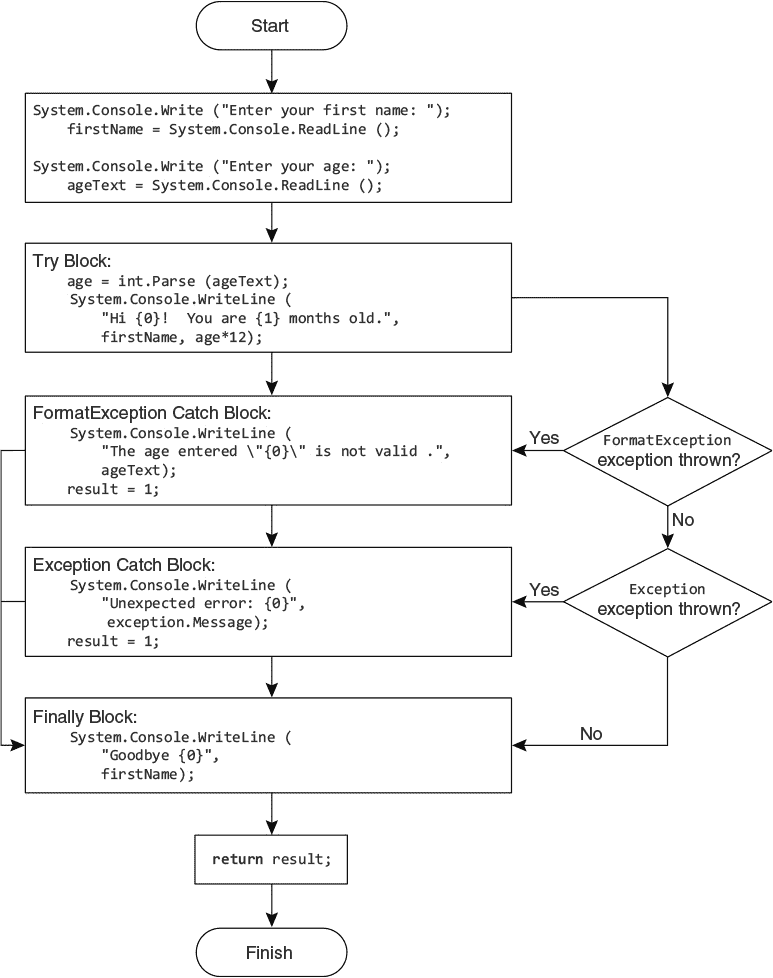 Start
System.Console.Write ("Enter your first name: ");
firstName = System.Console.ReadLine ();
System.Console.Write ("Enter your age: ");
ageText = System.Console.ReadLine ();
Try Block:
age = int.Parse (ageText);
System.Console.WriteLine (
"Hi {0}!  You are {1} months old.",
firstName, age*12);
FormatException Catch Block:
System.Console.WriteLine (
"The age entered \"{0}\" is not valid .",
ageText);
result = 1;
Yes
FormatException
exception thrown?
No
Exception Catch Block:
System.Console.WriteLine (
"Unexpected error: {0}",
exception.Message);
result = 1;
Yes
Exception
exception thrown?
No
Finally Block:
System.Console.WriteLine (
"Goodbye {0}",
firstName);
return result;
Finish